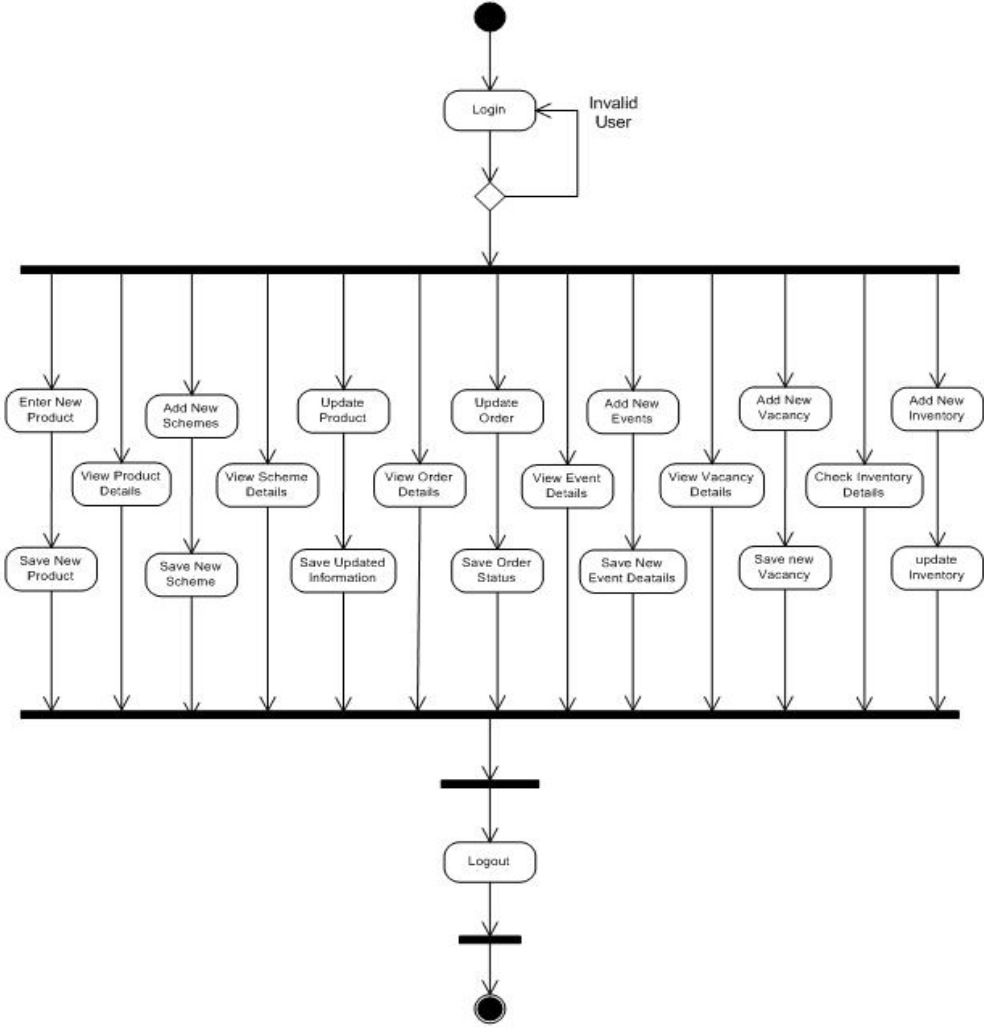 Login
Invalid
User
Enter New
Product
Add New
Schemes
Update
Product
Update
Order
Add New
Events
Add New
Vacancy
Add New
Inventory
View Product
Details
View Scheme
Details
View Order
Details
View Event
Details
View Vacancy
Details
Check Inventory
Details
Save New
Product
Save New
Scheme
Save Updated
Information
Save Order
Status
Save New
Event Deatails
Save new
Vacancy
update
Inventory
Logout